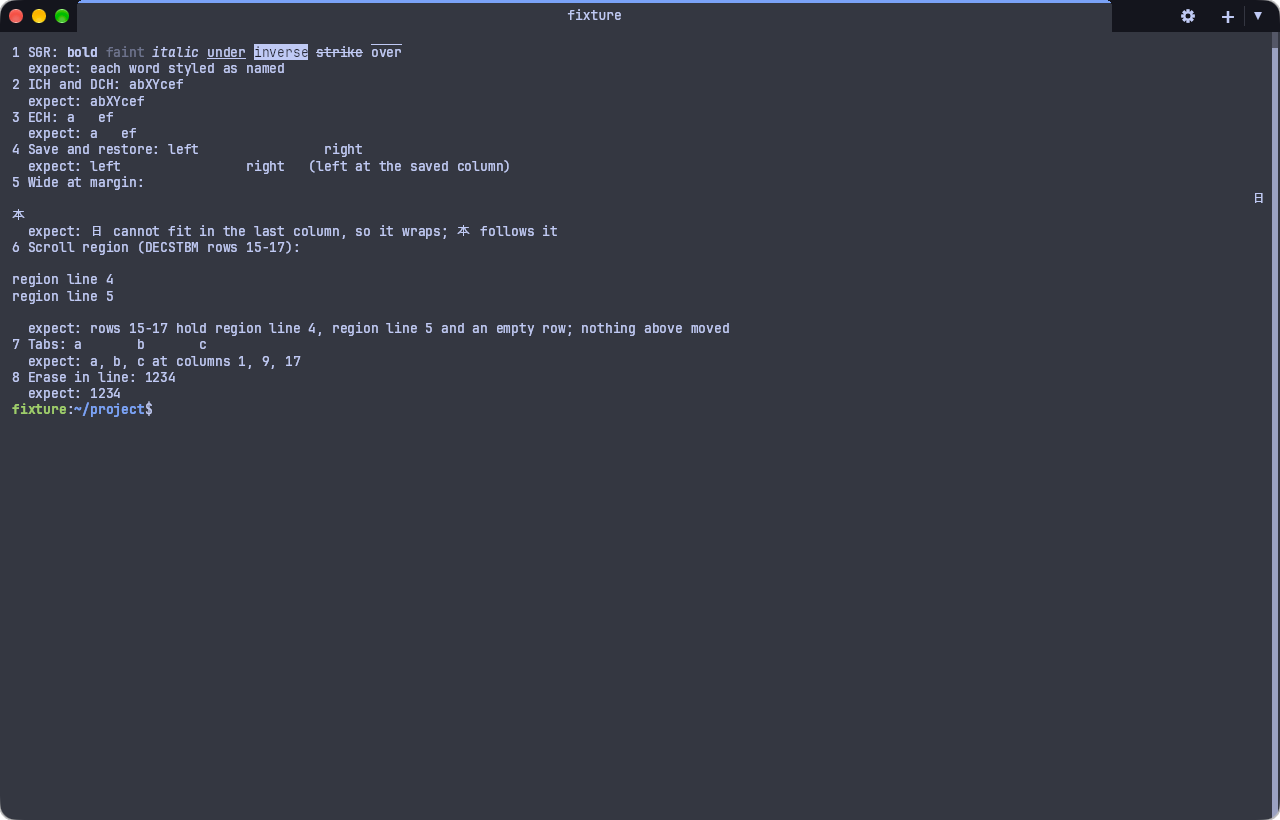 fixture
1 SGR: bold faint italic under inverse strike over
  expect: each word styled as named
2 ICH and DCH: abXYcef
  expect: abXYcef
3 ECH: a   ef
  expect: a   ef
4 Save and restore: left                right
  expect: left                right   (left at the saved column)
5 Wide at margin:
日
本
  expect: 日 cannot fit in the last column, so it wraps; 本 follows it
6 Scroll region (DECSTBM rows 15-17):
region line 4
region line 5
  expect: rows 15-17 hold region line 4, region line 5 and an empty row; nothing above moved
7 Tabs: a       b       c
  expect: a, b, c at columns 1, 9, 17
8 Erase in line: 1234
  expect: 1234
fixture:~/project$